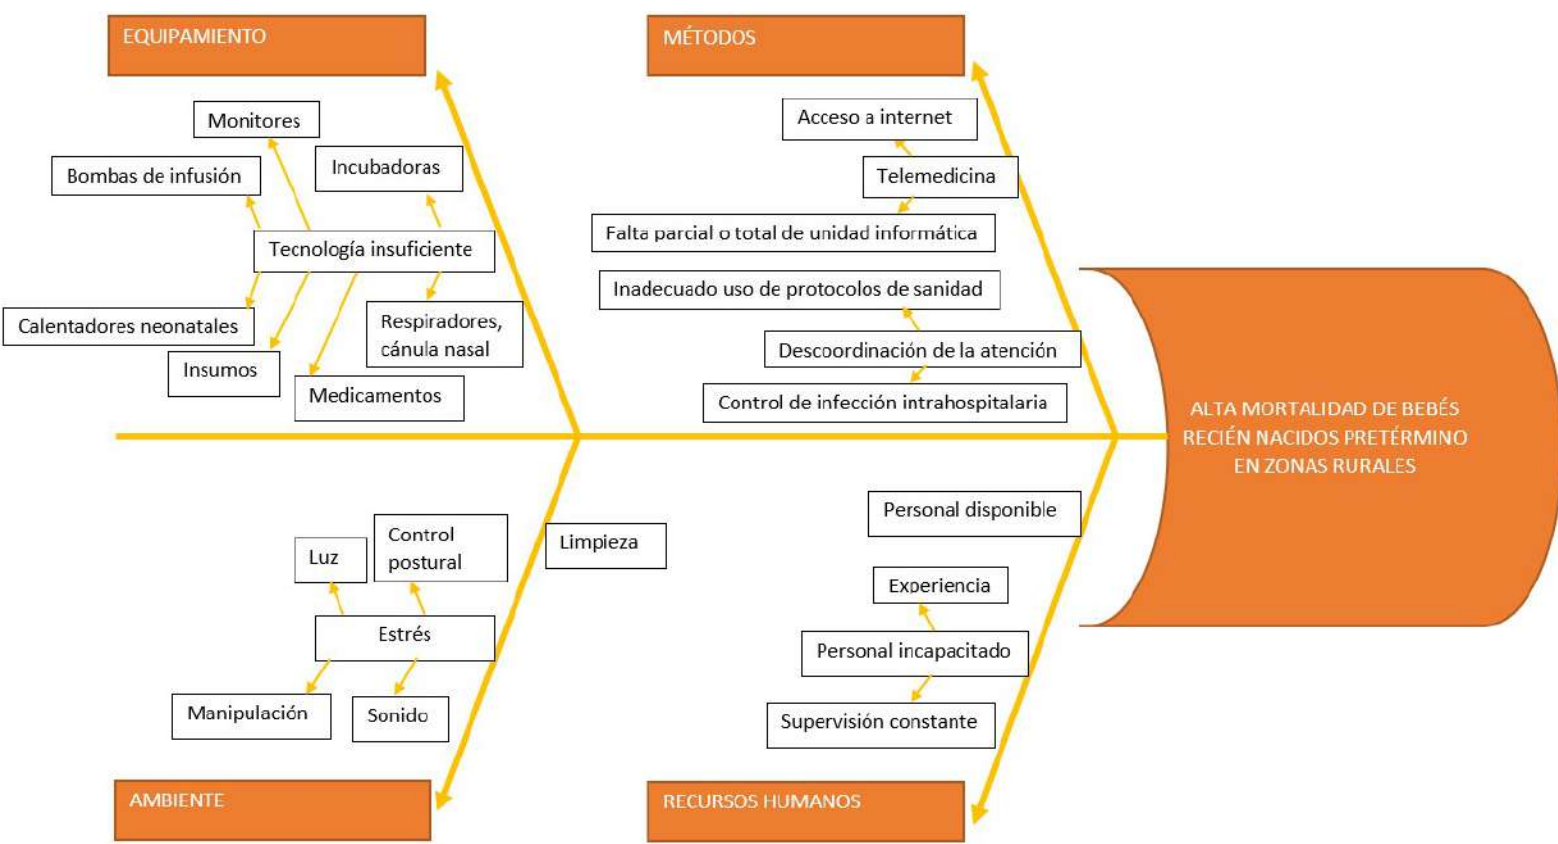 EQUIPAMIENTO
MÉTODOS
Monitores
Bombas de infusión
Incubadoras
Tecnología insuficiente
Calentadores neonatales
Insumos
Respiradores,
cánula nasal
Medicamentos
Acceso a internet
Telemedicina
Falta parcial o total de unidad informática
Inadecuado uso de protocolos de sanidad
Descoordinación de la atención
Control de infección intrahospitalaria
ALTA MORTALIDAD DE BEBÉS
RECIÉN NACIDOS PRETÉRMINO
EN ZONAS RURALES
Luz
Control
postural
Limpieza
Estrés
Manipulación
Sonido
Personal disponible
Experiencia
Personal incapacitado
Supervisión constante
AMBIENTE
RECURSOS HUMANOS